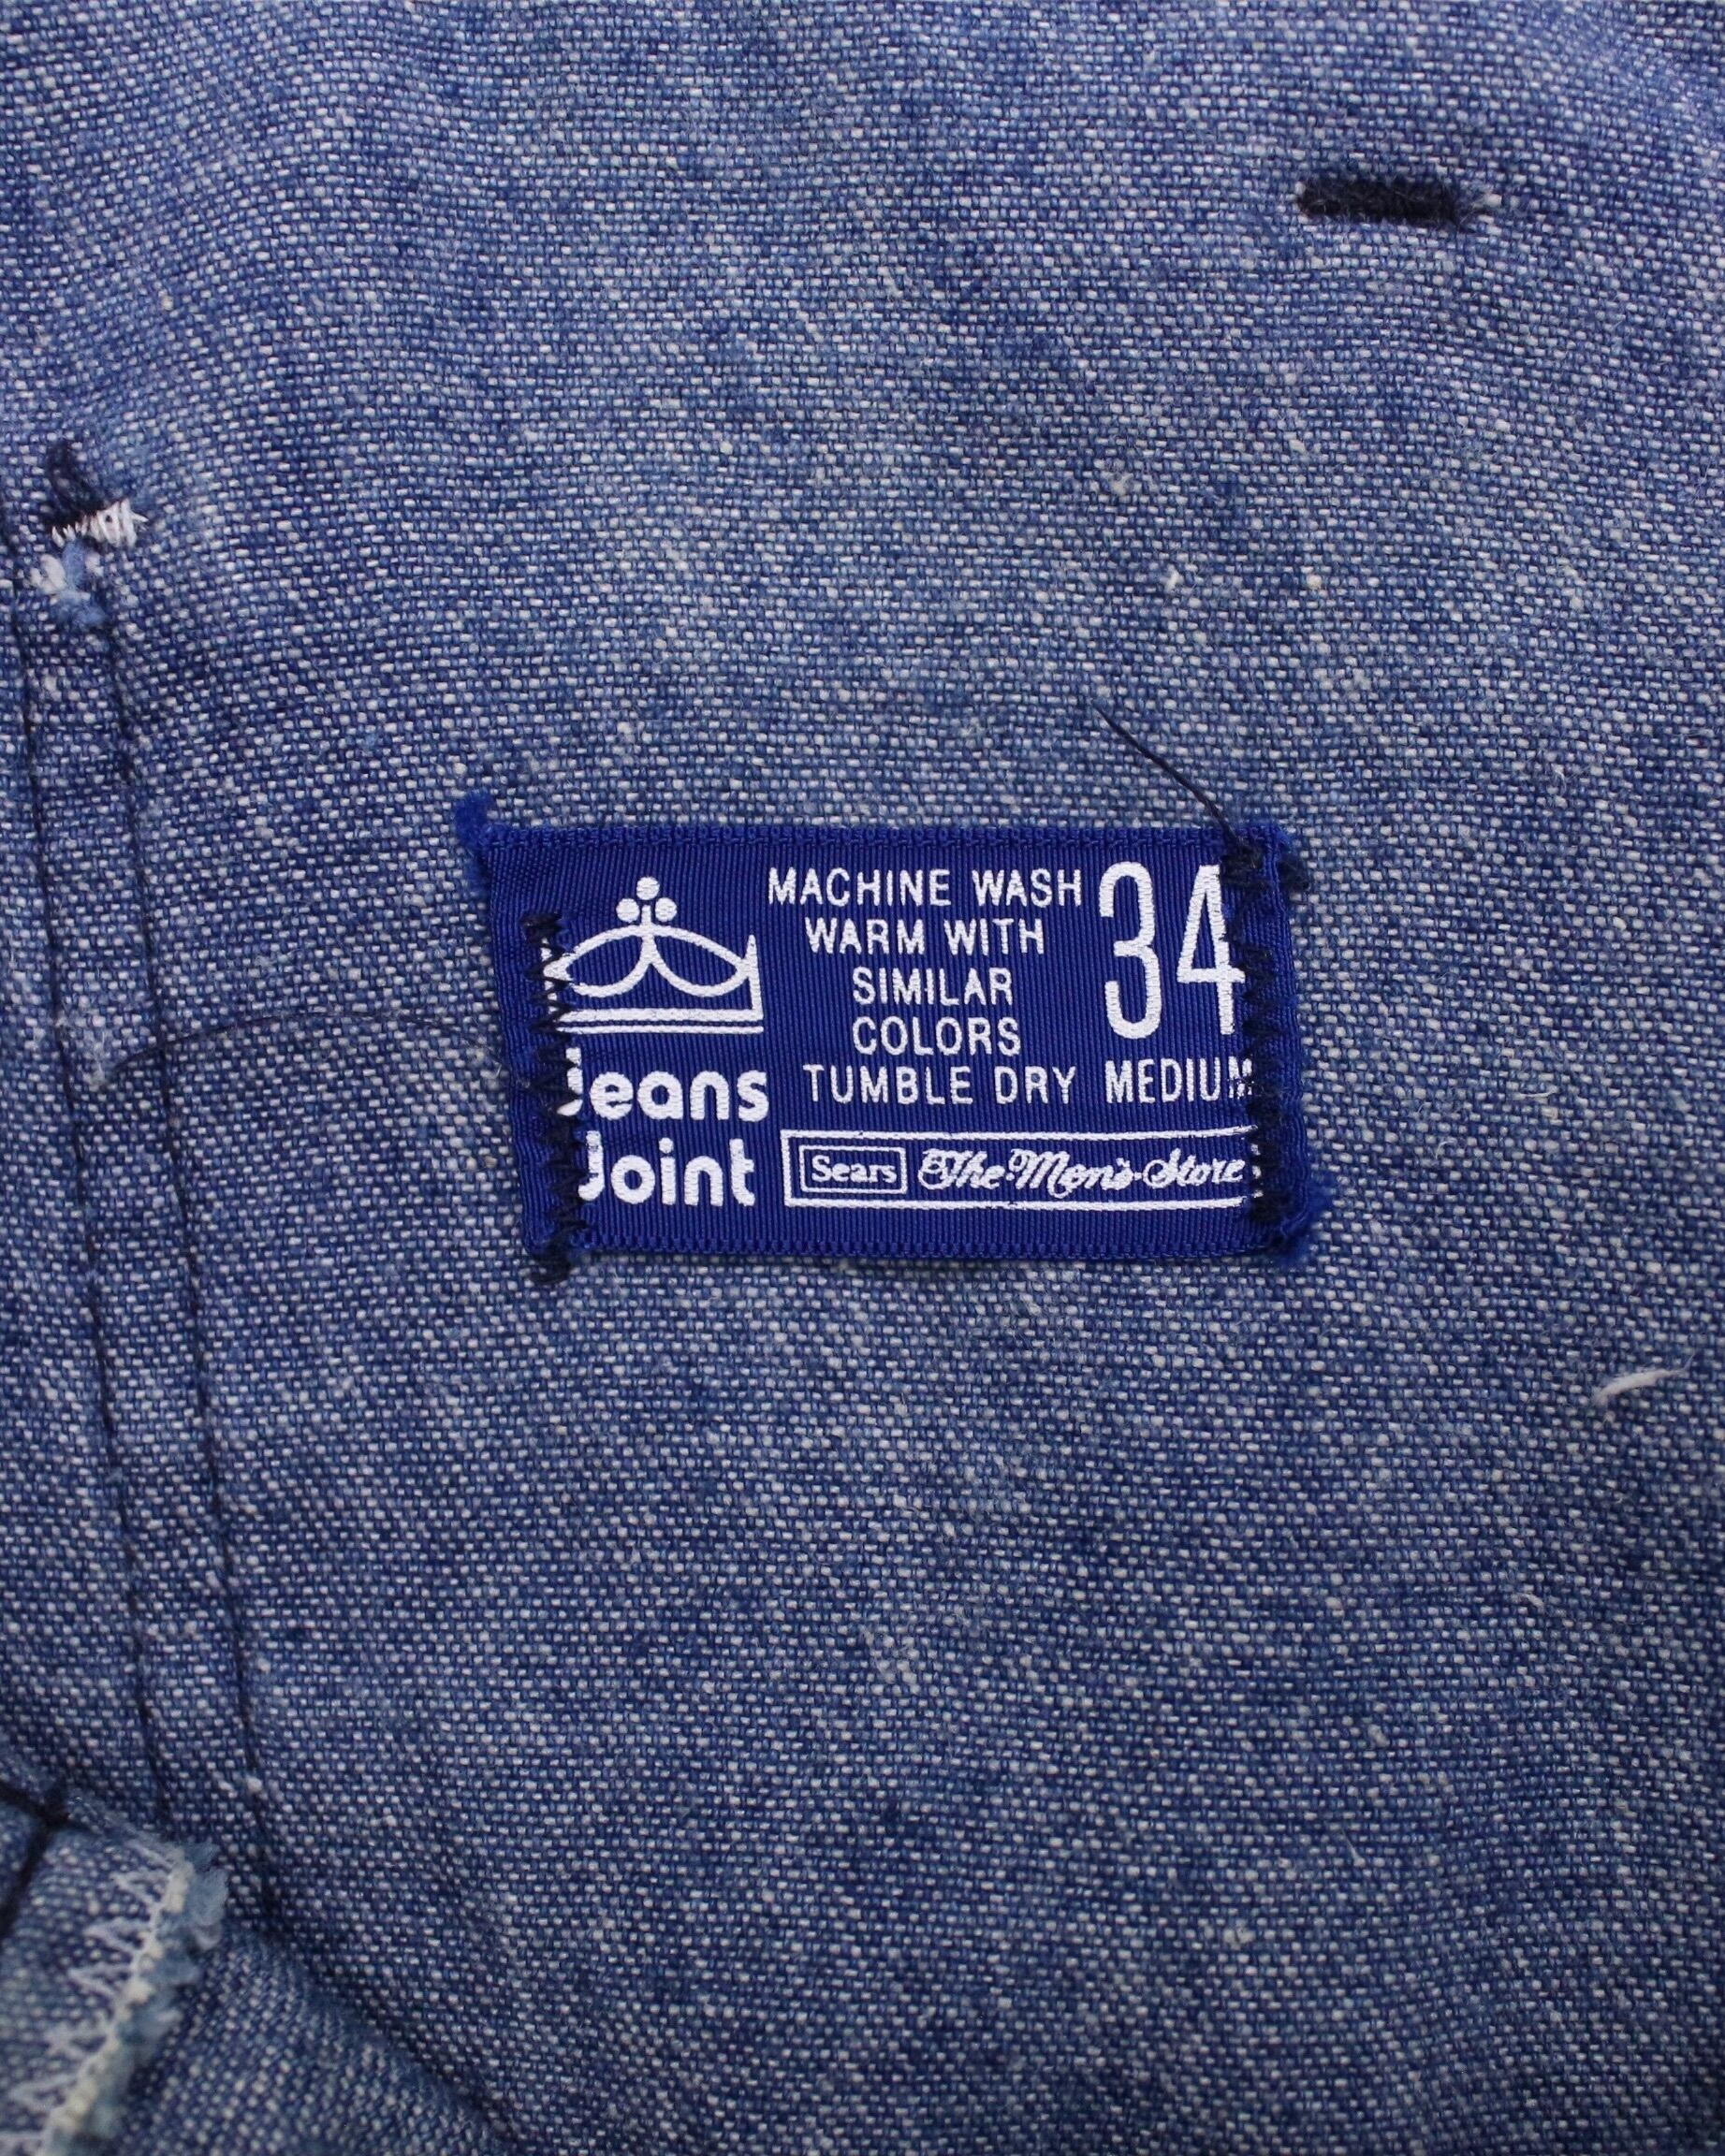 Jeans
Joint
MACHINE WASH
WARM WITH
SIMILAR
COLORS
TUMBLE DRY MEDIUM
34
Sears The Men's Store